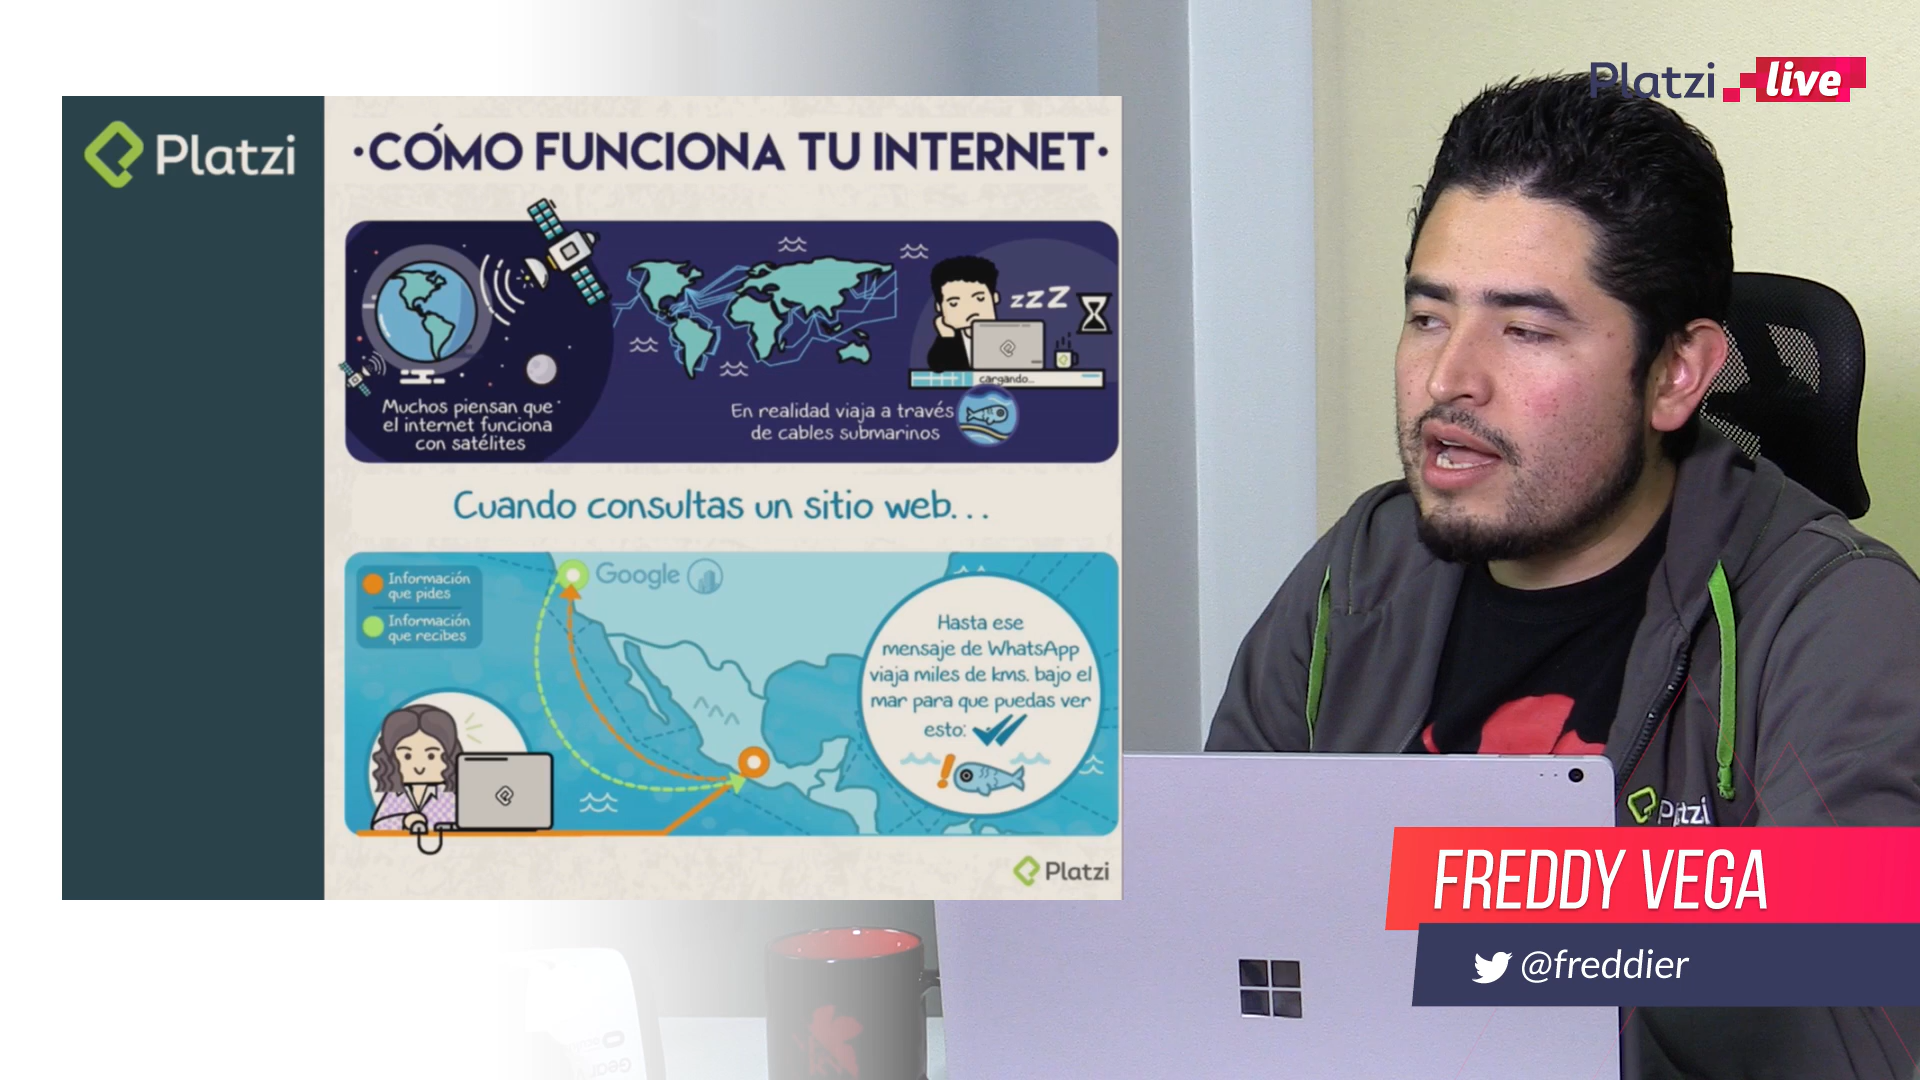 Platzi live
Platzi
·CÓMO FUNCIONA TU INTERNET·
zzz
cargando...
Muchos piensan que
el internet funciona
con satélites
En realidad viaja a través
de cables submarinos
Cuando consultas un sitio web...
Información
que pides
Información
que recibes
Google
Hasta ese
mensaje de WhatsApp
viaja miles de kms. bajo el
mar para que puedas ver
esto:
!
Platzi
Platzi
FREDDY VEGA
@freddier